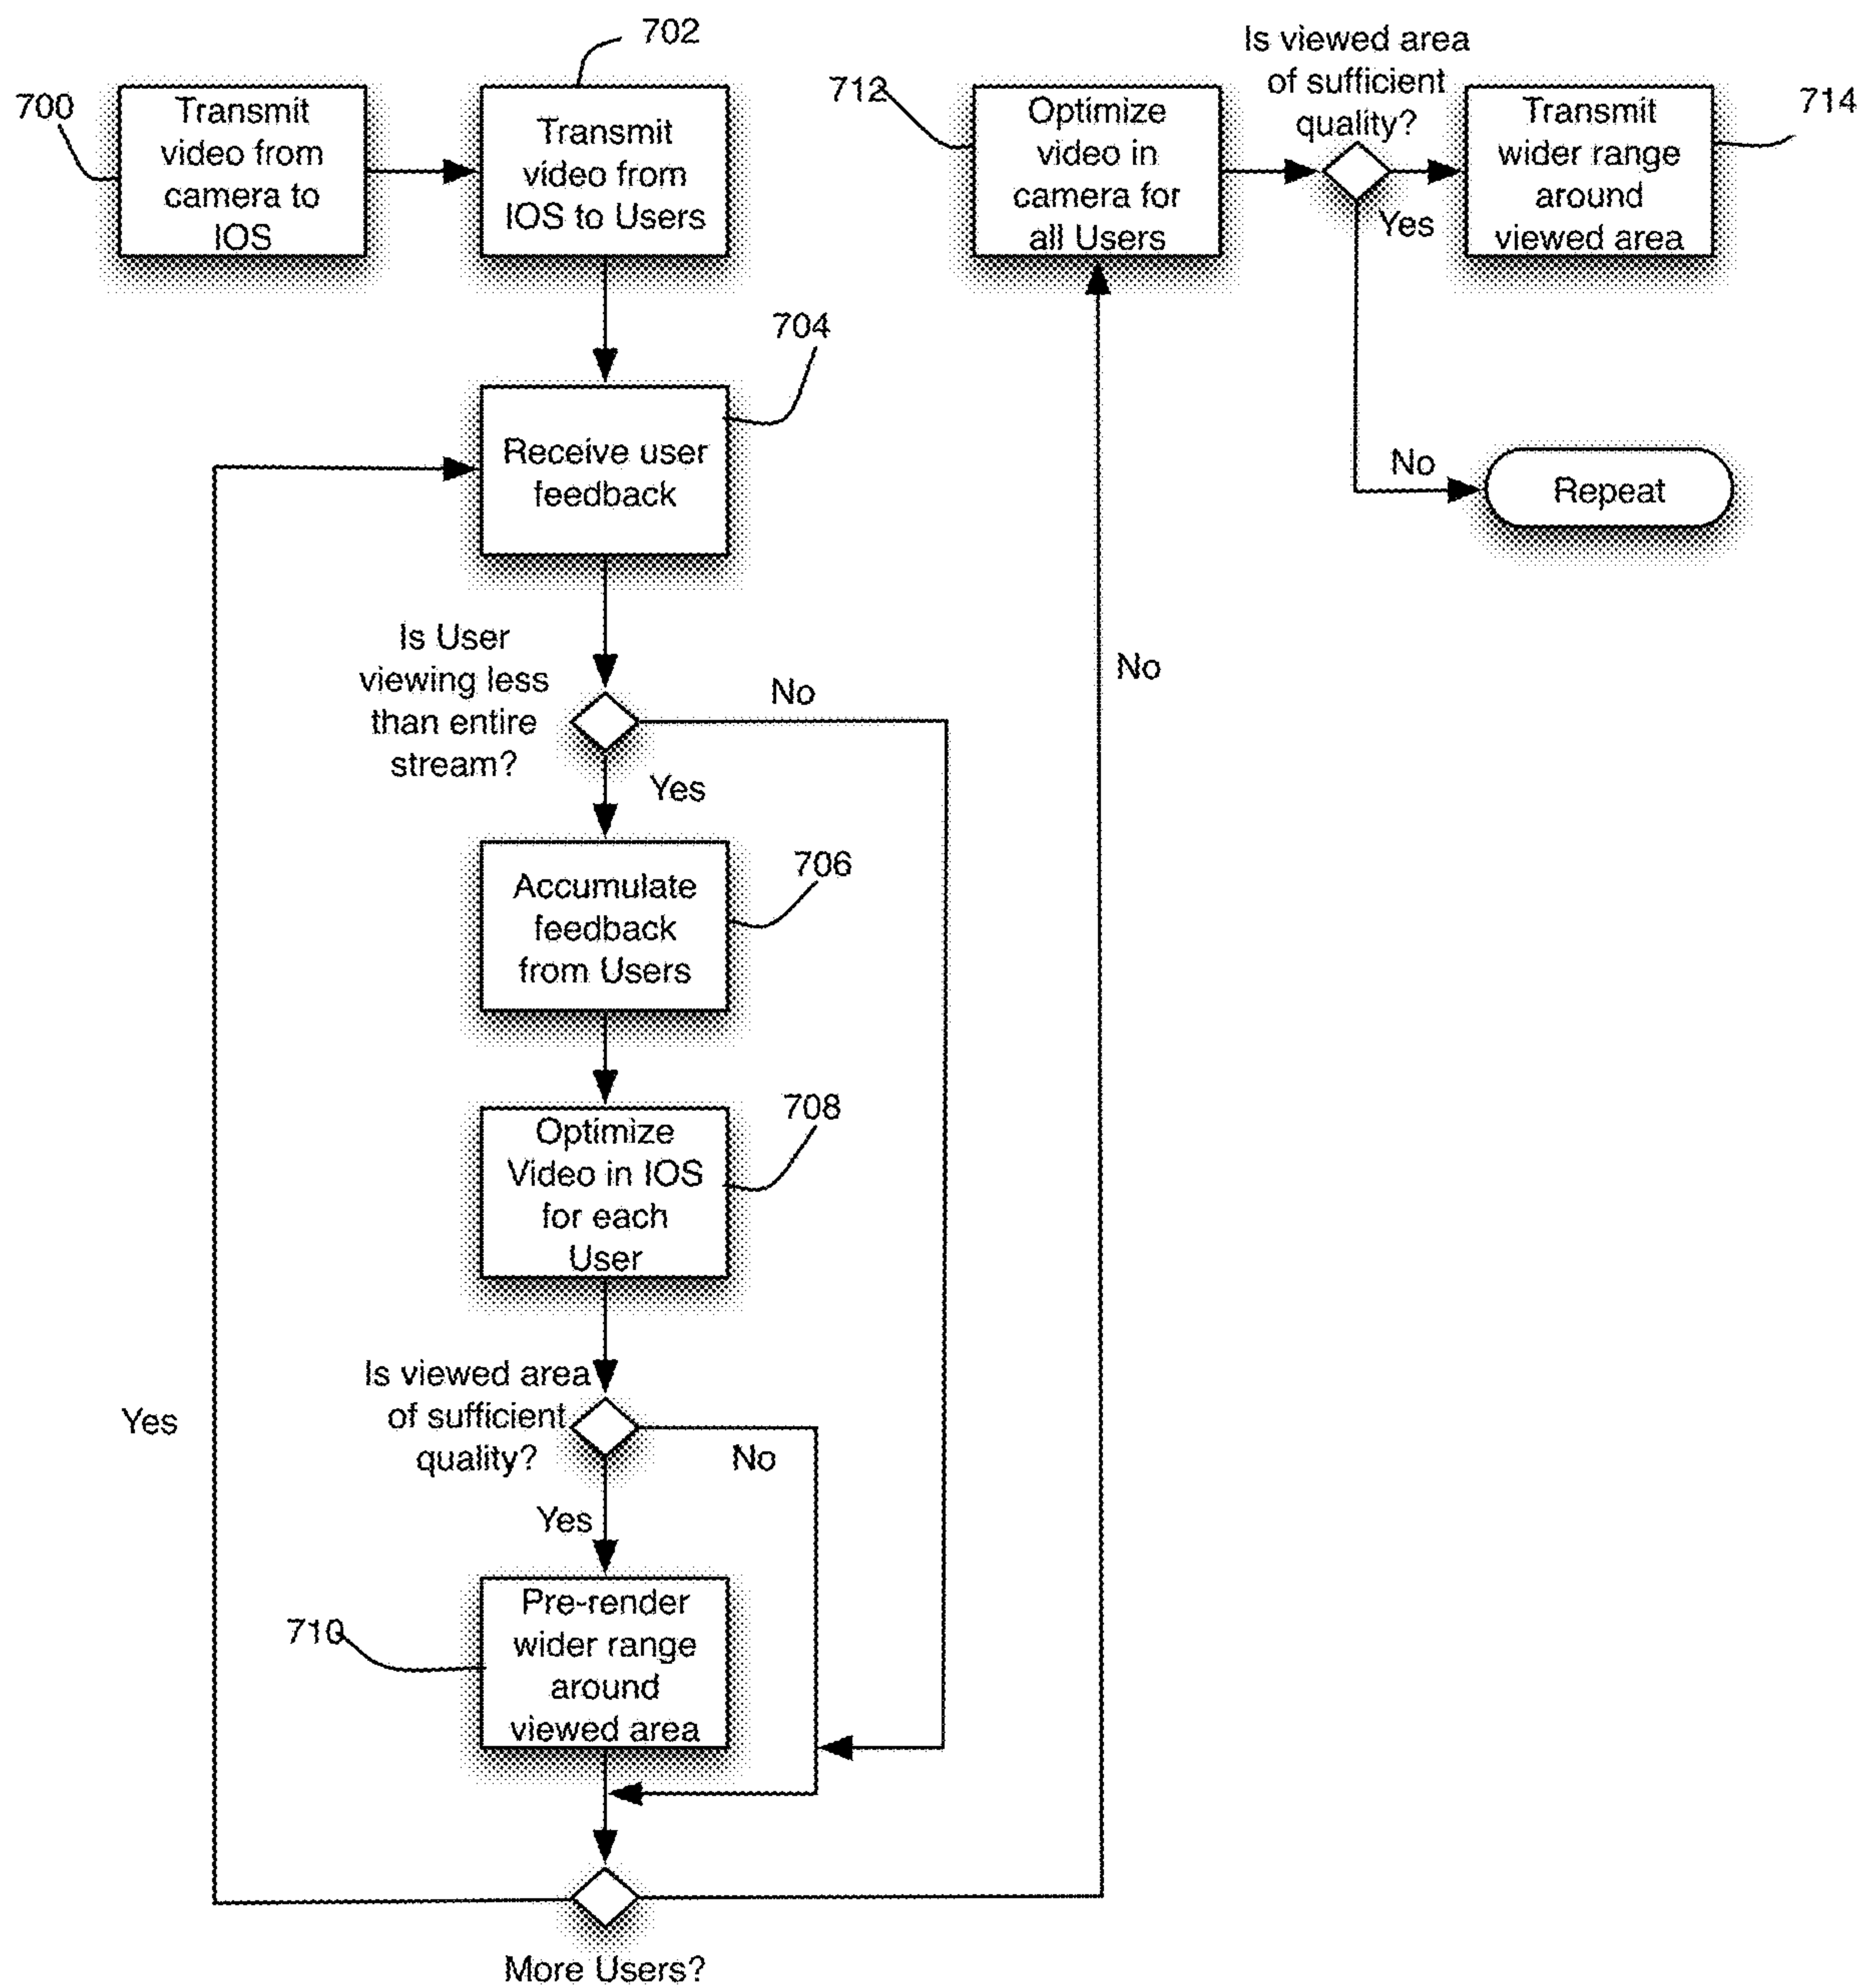 700
Transmit
video from
camera to
IOS
702
Transmit
video from
IOS to Users
704
Receive user
feedback
Is User
viewing less
than entire
stream?
No
Yes
706
Accumulate
feedback
from Users
708
Optimize
Video in IOS
for each
User
Is viewed area
of sufficient
quality?
No
Yes
710
Pre-render
wider range
around
viewed area
Yes
More Users?
No
712
Optimize
video in
camera for
all Users
Is viewed area
of sufficient
quality?
Yes
714
Transmit
wider range
around
viewed area
No
Repeat